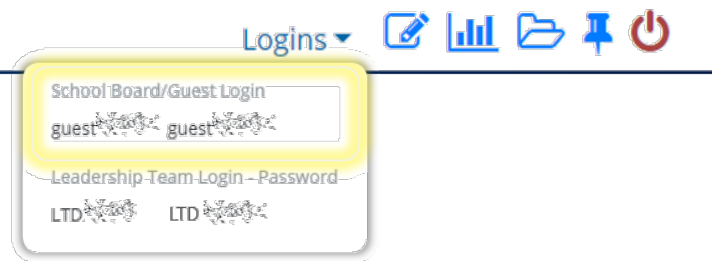 Logins
School Board/Guest Login
guest guest
Leadership Team Login - Password
LTD LTD